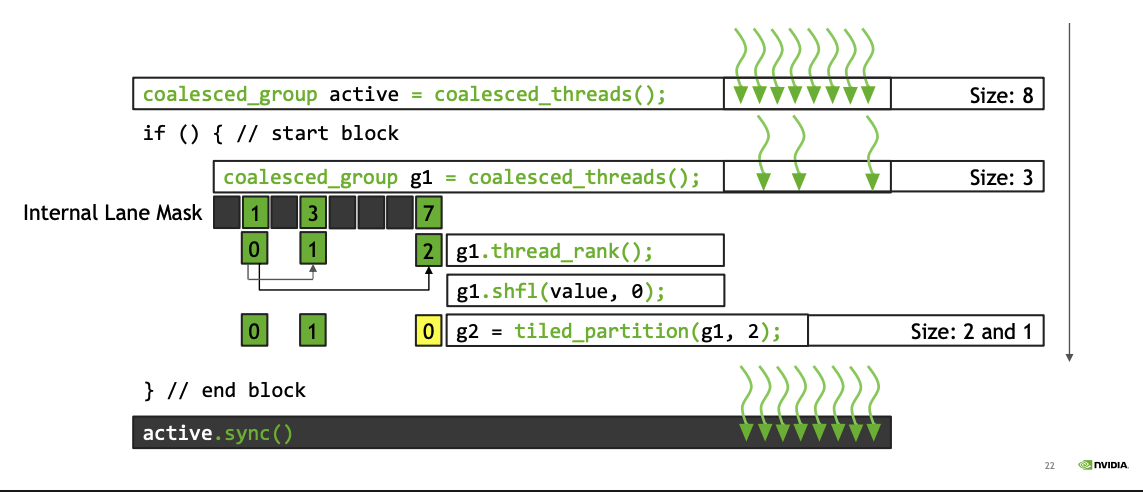 coalesced_group active = coalesced_threads(); Size: 8
if () { // start block
coalesced_group g1 = coalesced_threads(); Size: 3
Internal Lane Mask 1 3 7
0 1 2 g1.thread_rank();
g1.shfl(value, 0);
0 1 0 g2 = tiled_partition(g1, 2); Size: 2 and 1
} // end block
active.sync()
22 NVIDIA.